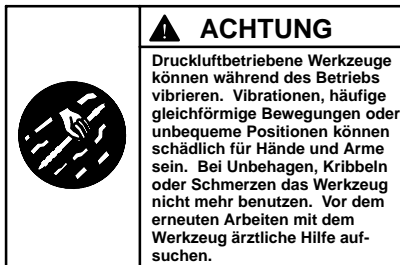 ACHTUNG
Druckluftbetriebene Werkzeuge
können während des Betriebs
vibrieren. Vibrationen, häufige
gleichförmige Bewegungen oder
unbequeme Positionen können
schädlich für Hände und Arme
sein. Bei Unbehagen, Kribbeln
oder Schmerzen das Werkzeug
nicht mehr benutzen. Vor dem
erneuten Arbeiten mit dem
Werkzeug ärztliche Hilfe auf-
suchen.